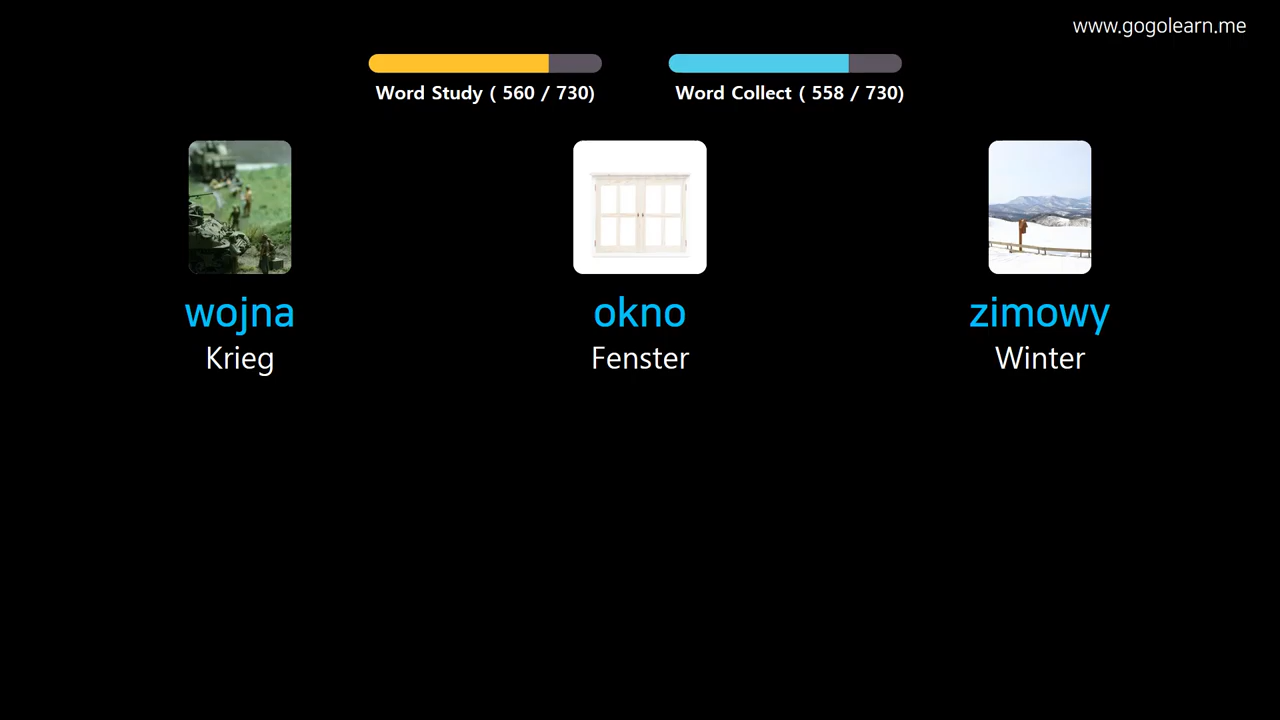 www.gogolearn.me
Word Study ( 560 / 730)
Word Collect ( 558 / 730)
wojna
Krieg
okno
Fenster
zimowy
Winter